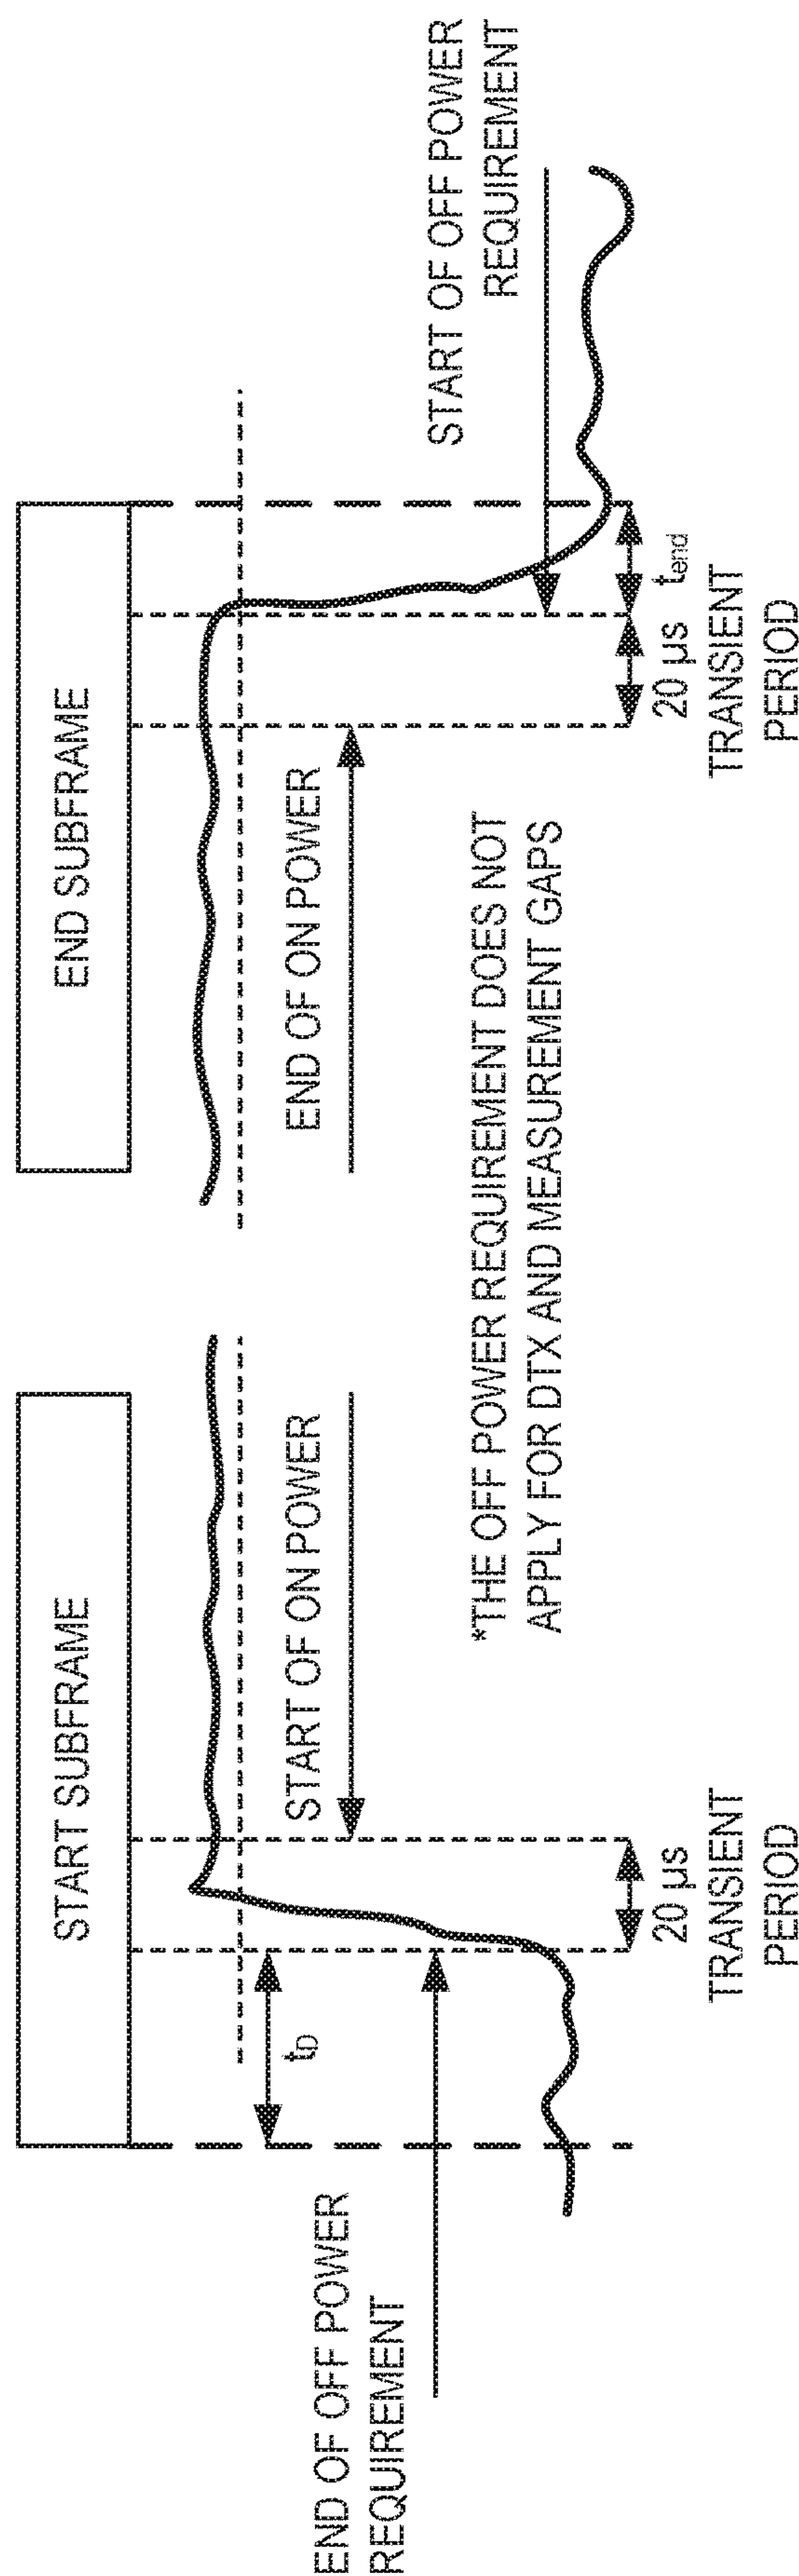 START SUBFRAME
END SUBFRAME
END OF OFF POWER
REQUIREMENT
t_D
START OF ON POWER
END OF ON POWER
START OF OFF POWER
REQUIREMENT
*THE OFF POWER REQUIREMENT DOES NOT
APPLY FOR DTX AND MEASUREMENT GAPS
20 µs
TRANSIENT
PERIOD
20 µs
t_end
TRANSIENT
PERIOD